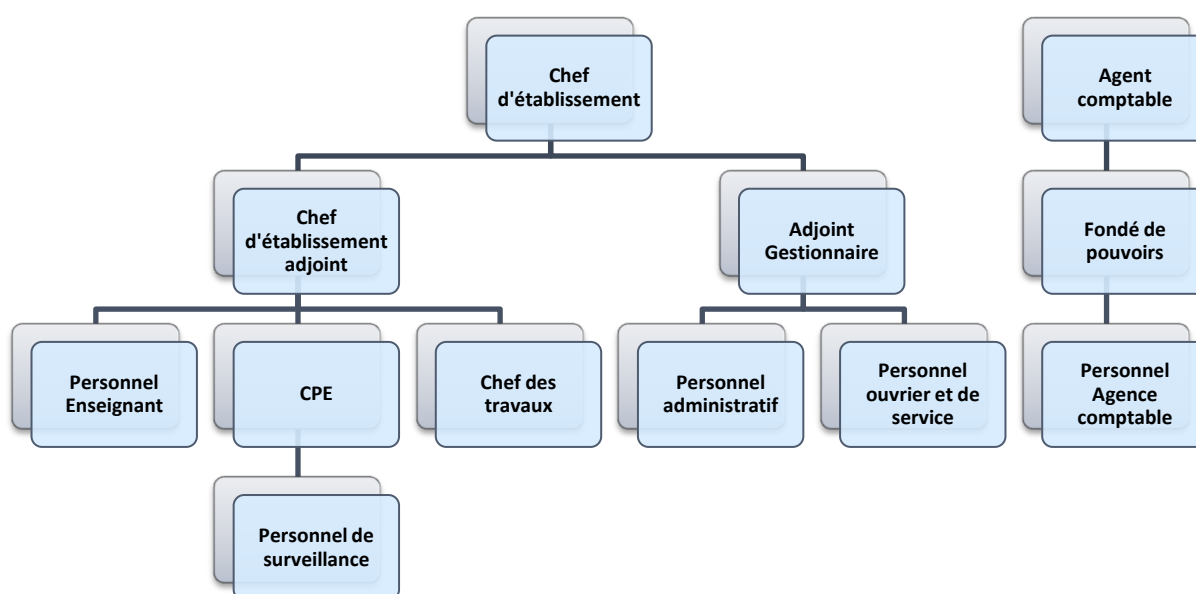 Chef
d'établissement
Agent
comptable
Chef
d'établissement
adjoint
Adjoint
Gestionnaire
Fondé de
pouvoirs
Personnel
Enseignant
CPE
Chef des
travaux
Personnel
administratif
Personnel
ouvrier et de
service
Personnel
Agence
comptable
Personnel de
surveillance